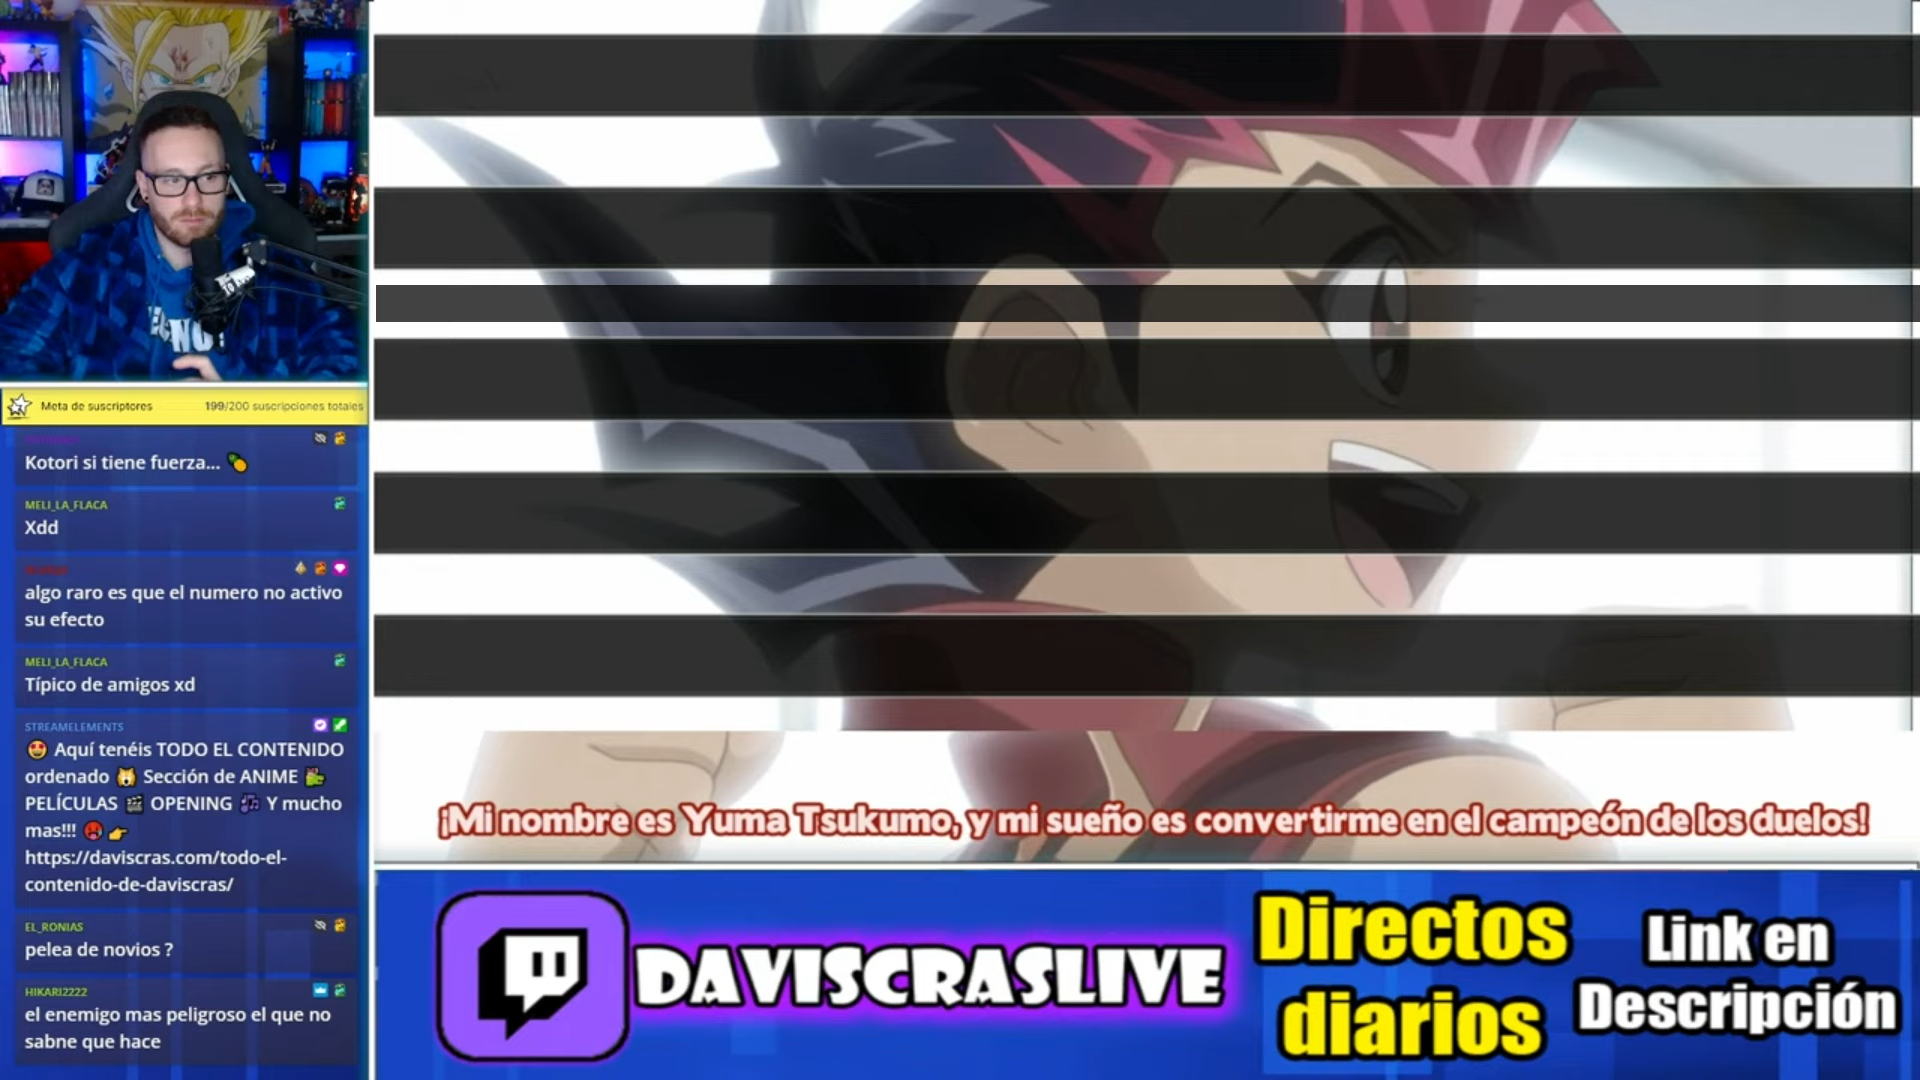 Meta de suscriptores 199/200 suscripciones totales
Kotori si tiene fuerza...
MELI_LA_FLACA
Xdd
algo raro es que el numero no activo
su efecto
MELI_LA_FLACA
Típico de amigos xd
STREAMELEMENTS
Aquí tenéis TODO EL CONTENIDO
ordenado Sección de ANIME
PELÍCULAS OPENING Y mucho
mas!!!
https://daviscras.com/todo-el-
contenido-de-daviscras/
EL_RONIAS
pelea de novios ?
HIKARI2222
el enemigo mas peligroso el que no
sabne que hace
¡Mi nombre es Yuma Tsukumo, y mi sueño es convertirme en el campeón de los duelos!
DAVISCRASLIVE
Directos
diarios
Link en
Descripción